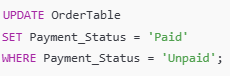 UPDATE OrderTable
SET Payment_Status = 'Paid'
WHERE Payment_Status = 'Unpaid';